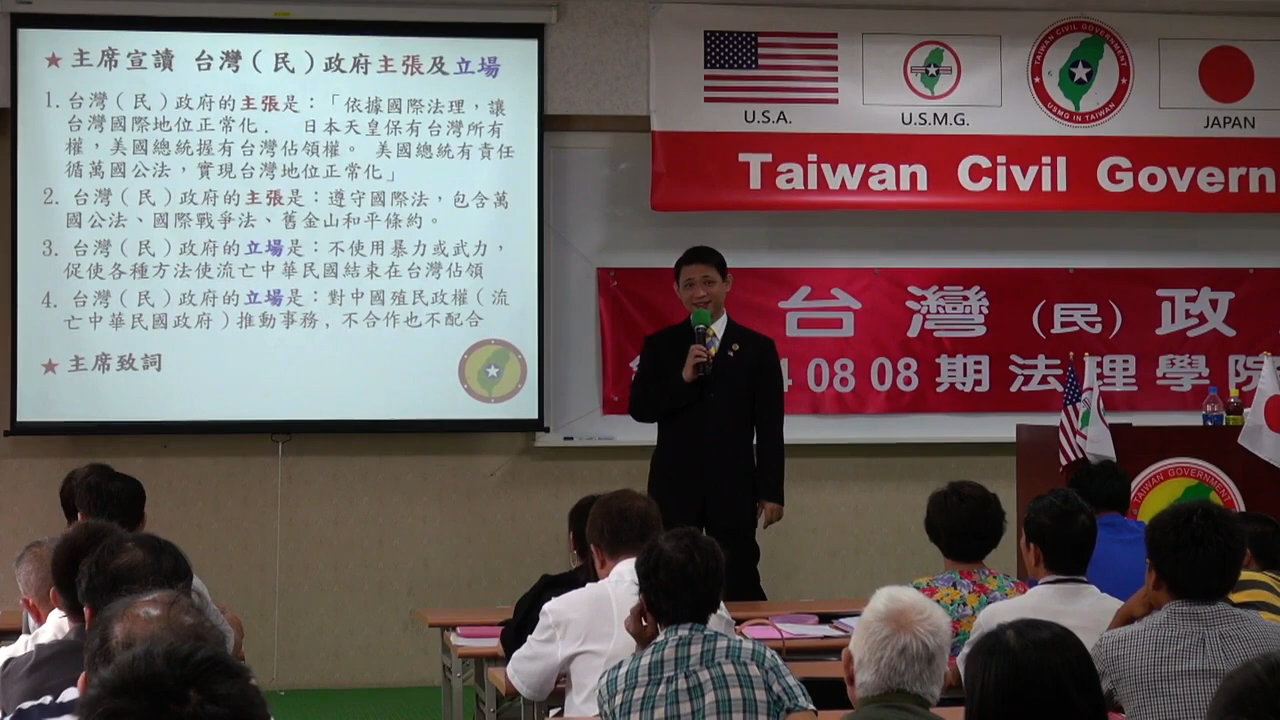 ★ 主席宣讀 台灣(民)政府主張及立場
1. 台灣(民)政府的主張是:「依據國際法理,讓
台灣國際地位正常化. 日本天皇保有台灣所有
權,美國總統握有台灣佔領權。 美國總統有責任
循萬國公法,實現台灣地位正常化」
2. 台灣(民)政府的主張是:遵守國際法,包含萬
國公法、國際戰爭法、舊金山和平條約。
3. 台灣(民)政府的立場是:不使用暴力或武力,
促使各種方法使流亡中華民國結束在台灣佔領
4. 台灣(民)政府的立場是:對中國殖民政權(流
亡中華民國政府)推動事務, 不合作也不配合
★ 主席致詞
U.S.A.
U.S.M.G.
TAIWAN CIVIL GOVERNMENT
USMG IN TAIWAN
JAPAN
Taiwan Civil Govern
台灣(民)政
4 08 08 期法理學院
TAIWAN GOVERNMENT